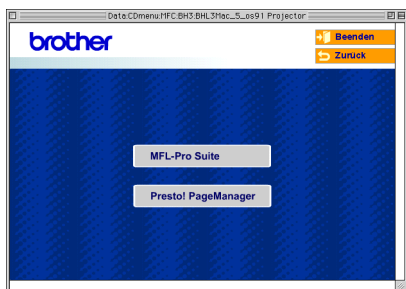 Data:CDmenu:MFC:BH3:BHL3Mac_5_os91 Projector
brother
Beenden
Zurück
MFL-Pro Suite
Presto! PageManager